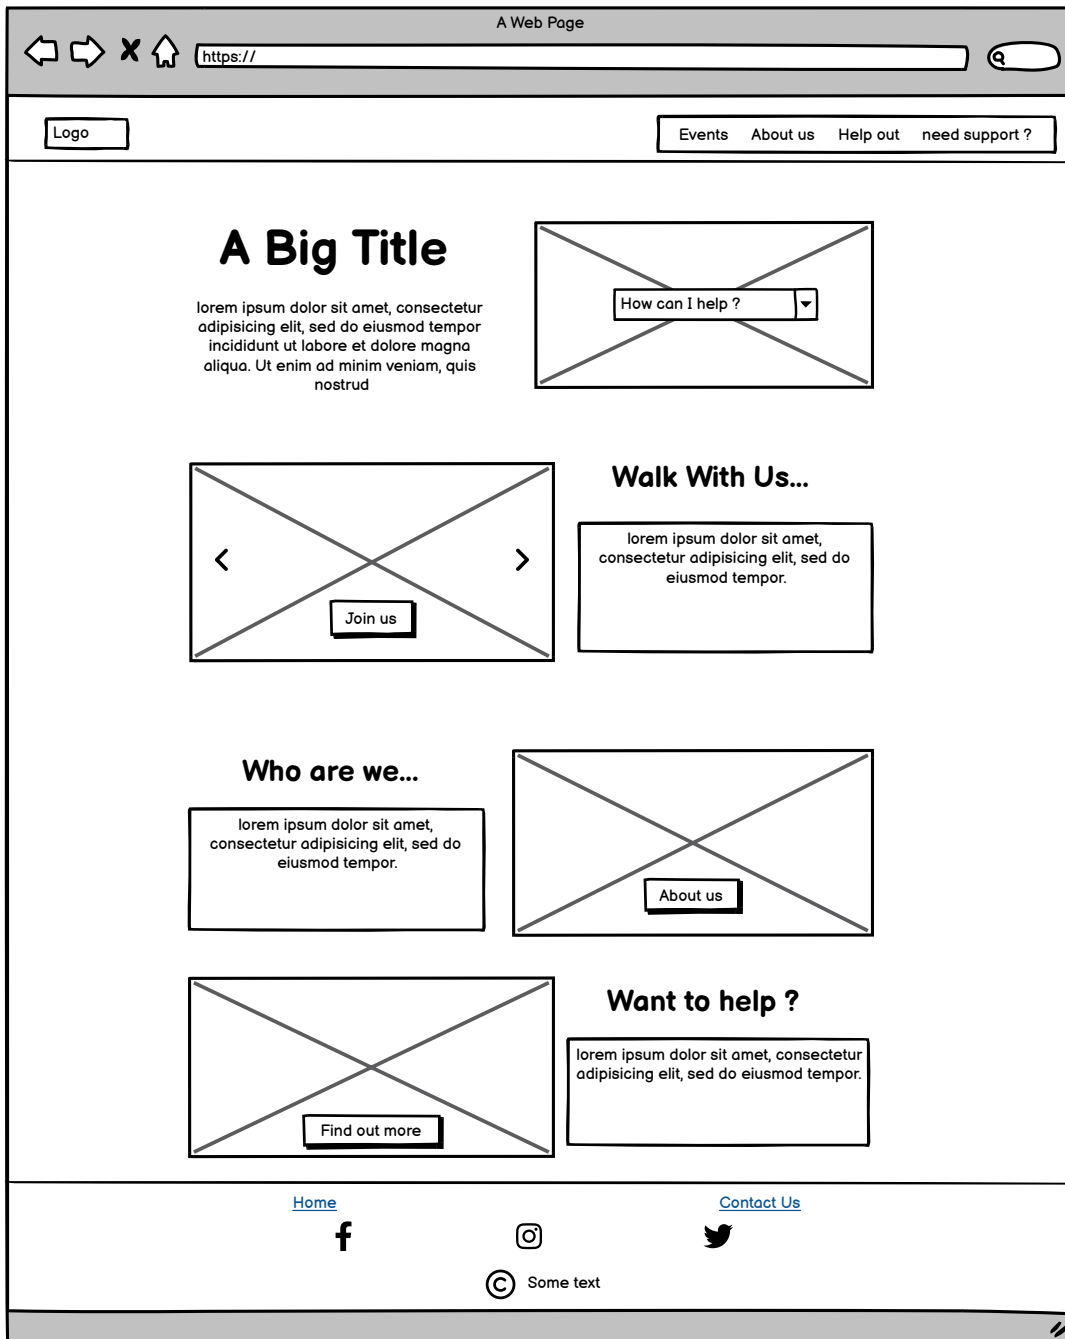 A Web Page
https://
Logo
Events About us Help out need support ?
A Big Title
lorem ipsum dolor sit amet, consectetur
adipisicing elit, sed do eiusmod tempor
incididunt ut labore et dolore magna
aliqua. Ut enim ad minim veniam, quis
nostrud
How can I help ?
Join us
Walk With Us...
lorem ipsum dolor sit amet,
consectetur adipisicing elit, sed do
eiusmod tempor.
Who are we...
lorem ipsum dolor sit amet,
consectetur adipisicing elit, sed do
eiusmod tempor.
About us
Find out more
Want to help ?
lorem ipsum dolor sit amet, consectetur
adipisicing elit, sed do eiusmod tempor.
Home Contact Us
© Some text